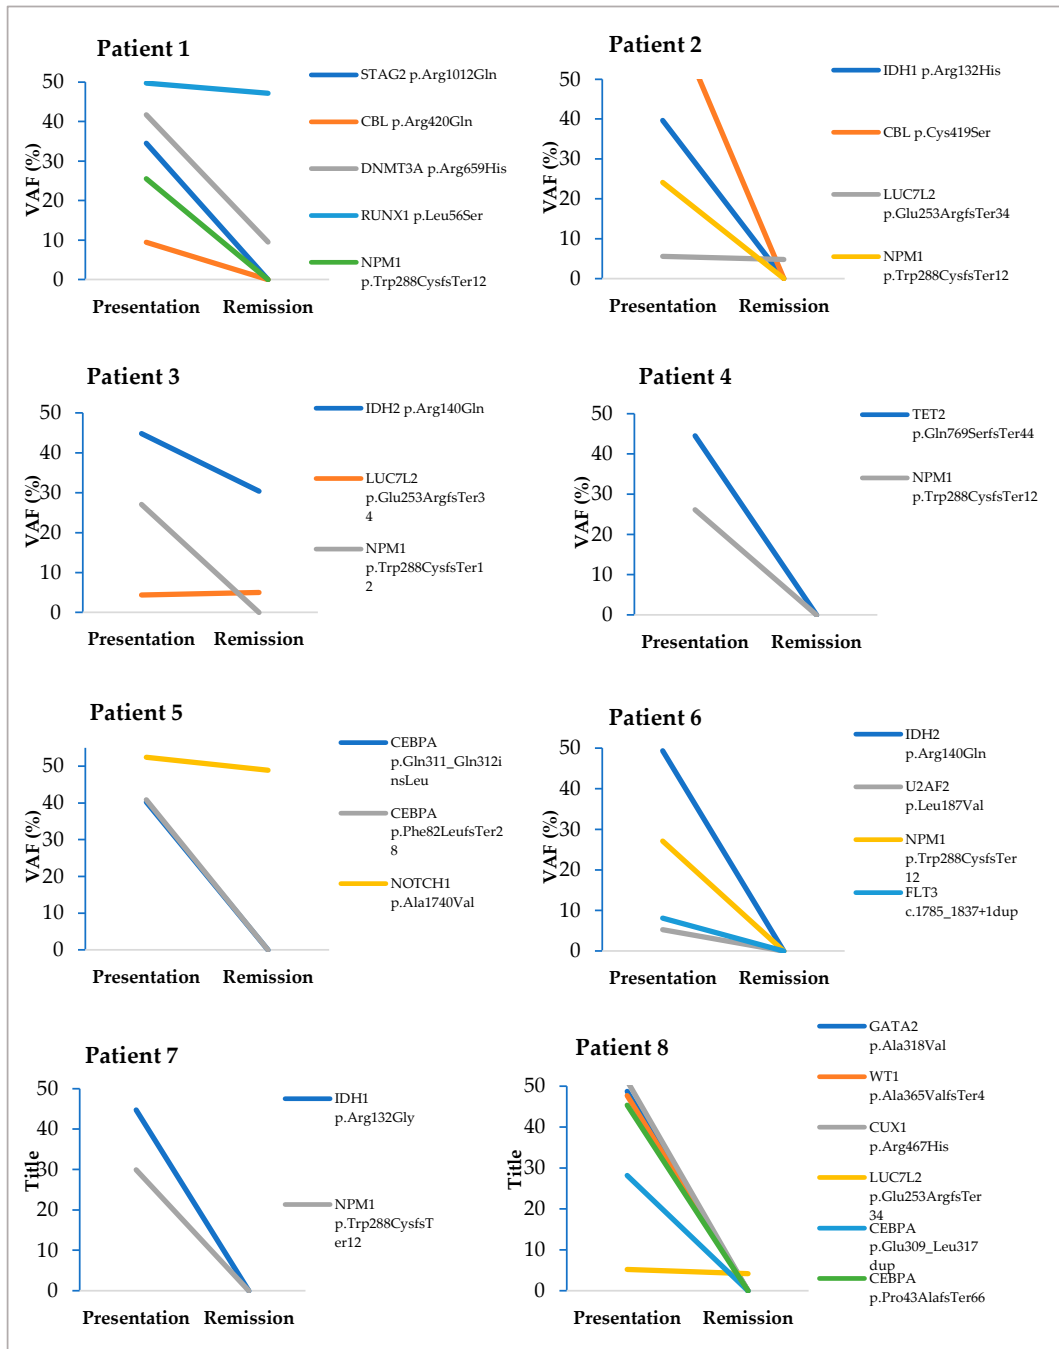 Patient 1
VAF (%)
50
40
30
20
10
0
Presentation Remission
STAG2 p.Arg1012Gln
CBL p.Arg420Gln
DNMT3A p.Arg659His
RUNX1 p.Leu56Ser
NPM1
p.Trp288CysfsTer12
Patient 2
VAF (%)
50
40
30
20
10
0
Presentation Remission
IDH1 p.Arg132His
CBL p.Cys419Ser
LUC7L2
p.Glu253ArgfsTer34
NPM1
p.Trp288CysfsTer12
Patient 3
VAF (%)
50
40
30
20
10
0
Presentation Remission
IDH2 p.Arg140Gln
LUC7L2
p.Glu253ArgfsTer3
4
NPM1
p.Trp288CysfsTer1
2
Patient 4
VAF (%)
50
40
30
20
10
0
Presentation Remission
TET2
p.Gln769SerfsTer44
NPM1
p.Trp288CysfsTer12
Patient 5
VAF (%)
50
40
30
20
10
0
Presentation Remission
CEBPA
p.Gln311_Gln312i
nsLeu
CEBPA
p.Phe82LeufsTer2
8
NOTCH1
p.Ala1740Val
Patient 6
VAF (%)
50
40
30
20
10
0
Presentation Remission
IDH2
p.Arg140Gln
U2AF2
p.Leu187Val
NPM1
p.Trp288CysfsTer
12
FLT3
c.1785_1837+1dup
Patient 7
Title
50
40
30
20
10
0
Presentation Remission
IDH1
p.Arg132Gly
NPM1
p.Trp288CysfsT
er12
Patient 8
Title
50
40
30
20
10
0
Presentation Remission
GATA2
p.Ala318Val
WT1
p.Ala365ValfsTer4
CUX1
p.Arg467His
LUC7L2
p.Glu253ArgfsTer
34
CEBPA
p.Glu309_Leu317
dup
CEBPA
p.Pro43AlafsTer66